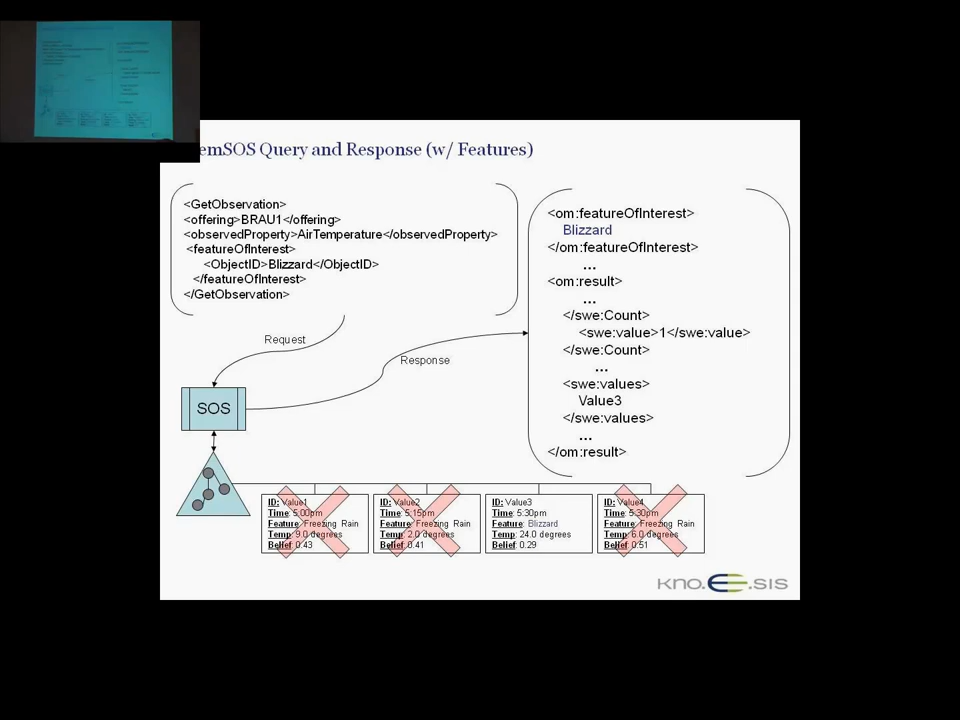 emSOS Query and Response (w/ Features)
<GetObservation>
<offering>BRAU1</offering>
<observedProperty>AirTemperature</observedProperty>
<featureOfInterest>
<ObjectID>Blizzard</ObjectID>
</featureOfInterest>
</GetObservation>
<om:featureOfInterest>
Blizzard
</om:featureOfInterest>
...
<om:result>
...
</swe:Count>
<swe:value>1</swe:value>
</swe:Count>
...
<swe:values>
Value3
</swe:values>
...
</om:result>
Request
Response
SOS
ID: Value1
Time: 5:00pm
Feature: Freezing Rain
Temp: 9.0 degrees
Belief: 0.43
ID: Value2
Time: 5:15pm
Feature: Freezing Rain
Temp: 2.0 degrees
Belief: 0.41
ID: Value3
Time: 5:30pm
Feature: Blizzard
Temp: 24.0 degrees
Belief: 0.29
ID: Value4
Time: 5:30pm
Feature: Freezing Rain
Temp: 6.0 degrees
Belief: 0.51
kno.e.sis